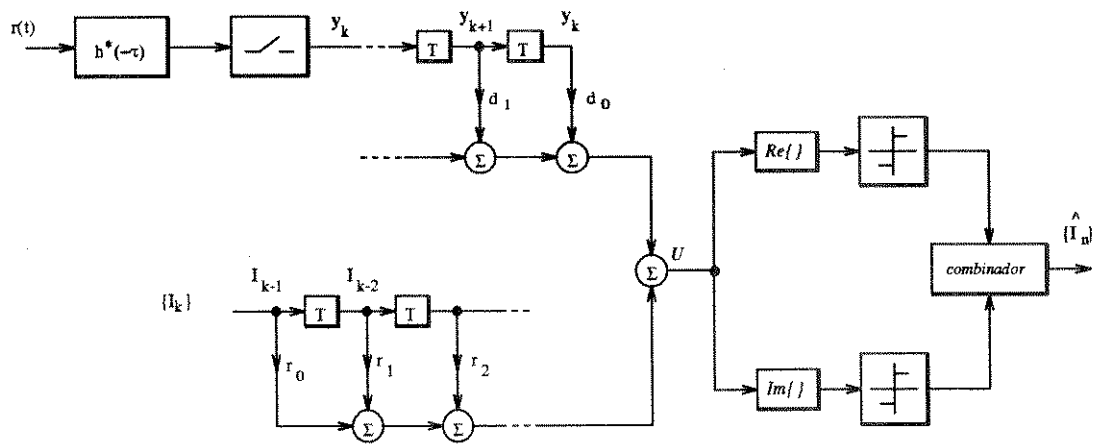 r(t)
h*(-τ)
y_k
T
y_{k+1}
T
y_k
d_1
d_0
Σ
Σ
Re{ }
{Î_n}
U
Σ
combinador
{I_k}
I_{k-1}
T
I_{k-2}
T
r_0
r_1
r_2
Im{ }
Σ
Σ